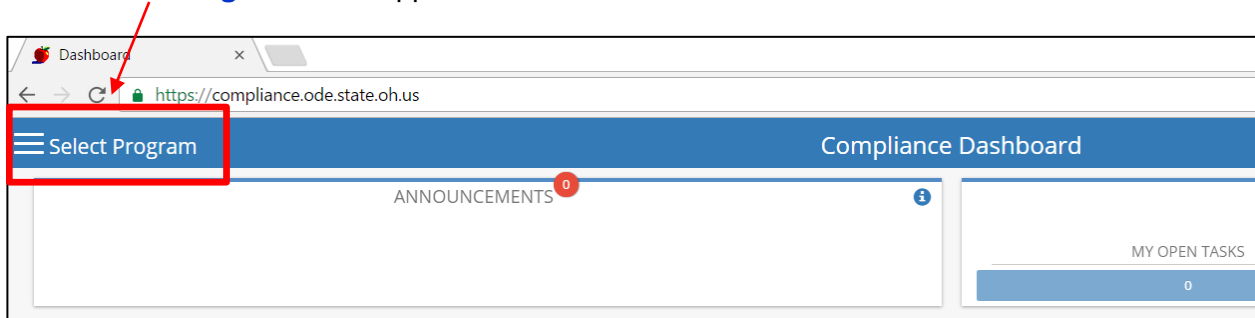 Dashboard ×
https://compliance.ode.state.oh.us
Select Program
Compliance Dashboard
ANNOUNCEMENTS 0
MY OPEN TASKS
0